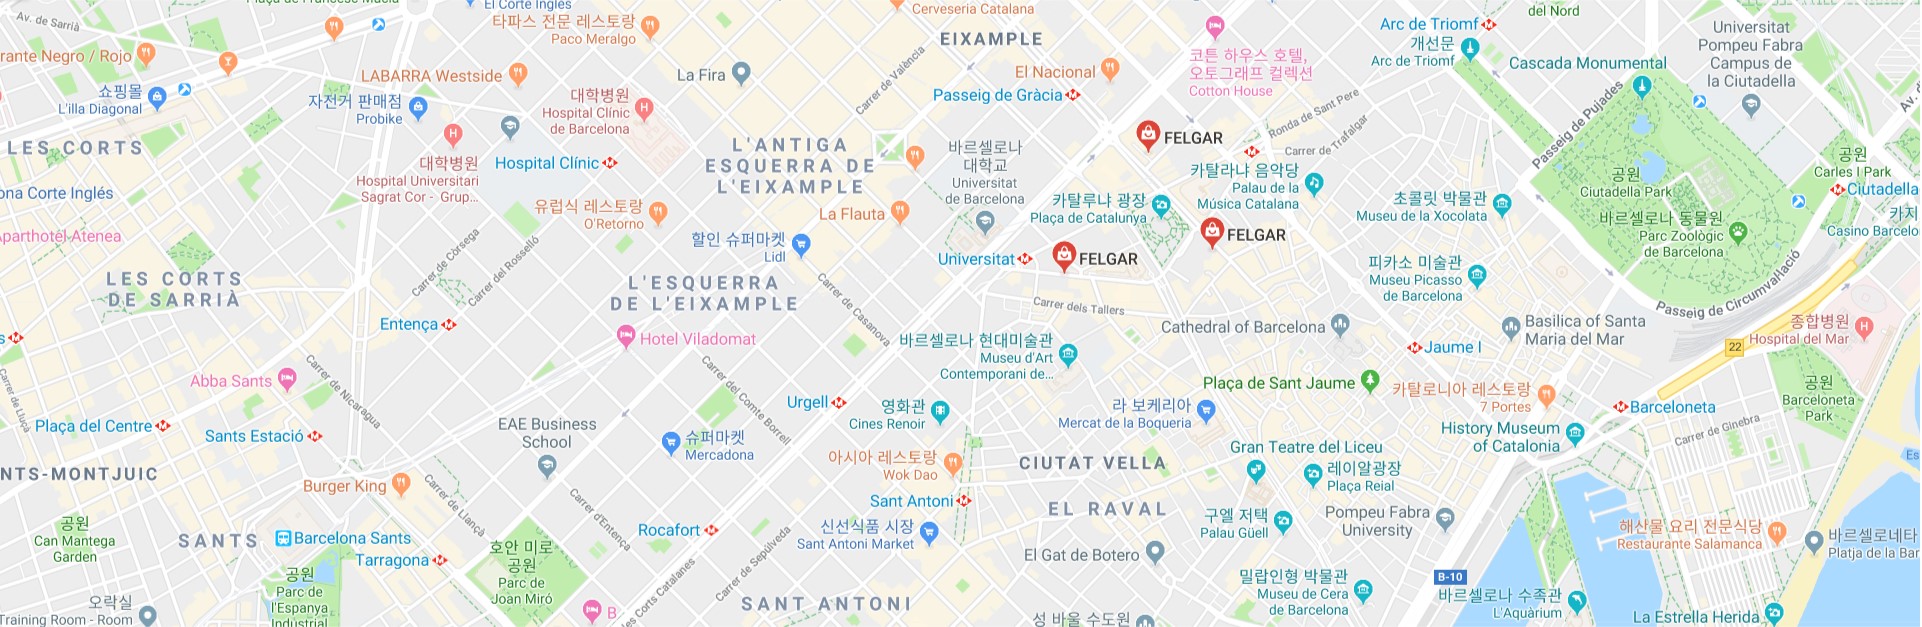 Plaça de Francesc Macià
Av. de Sarrià
El Corte Inglés
타파스 전문 레스토랑
Paco Meralgo
Cerveseria Catalana
EIXAMPLE
rante Negro / Rojo
LABARRA Westside
La Fira
Carrer de València
El Nacional
코튼 하우스 호텔,
오토그래프 컬렉션
Cotton House
Arc de Triomf
개선문
Arc de Triomf
del Nord
Cascada Monumental
Universitat
Pompeu Fabra
Campus de
la Ciutadella
쇼핑몰
L'illa Diagonal
자전거 판매점
Probike
대학병원
Hospital Clínic
de Barcelona
Passeig de Gràcia
Ronda de Sant Pere
Carrer de Trafalgar
Passeig de Pujades
Av. d
LES CORTS
대학병원
Hospital Universitari
Sagrat Cor - Grup...
Hospital Clínic
L'ANTIGA
ESQUERRA DE
L'EIXAMPLE
바르셀로나
대학교
Universitat
de Barcelona
FELGAR
카탈라냐 음악당
Palau de la
Música Catalana
공원
Ciutadella Park
공원
Carles I Park
Ciutadella
ona Corte Inglés
유럽식 레스토랑
O'Retorno
La Flauta
카탈루냐 광장
Plaça de Catalunya
초콜릿 박물관
Museu de la Xocolata
바르셀로나 동물원
Parc Zoològic
de Barcelona
카지
Casino Barcelo
Aparthotel Atenea
Carrer de Còrsega
Carrer del Rosselló
할인 슈퍼마켓
Lidl
Universitat
FELGAR
FELGAR
피카소 미술관
Museu Picasso
de Barcelona
Passeig de Circumval·lació
LES CORTS
DE SARRIÀ
L'ESQUERRA
DE L'EIXAMPLE
Carrer de Casanova
Carrer dels Tallers
Entença
Hotel Viladomat
바르셀로나 현대미술관
Museu d'Art
Contemporani de...
Cathedral of Barcelona
Jaume I
Basilica of Santa
Maria del Mar
22
종합병원
Hospital del Mar
Abba Sants
Carrer de Nicaragua
Carrer del Comte Borrell
Plaça de Sant Jaume
카탈로니아 레스토랑
7 Portes
공원
Barceloneta
Park
Carrer de Lluçà
Plaça del Centre
Sants Estació
EAE Business
School
Urgell
영화관
Cines Renoir
라 보케리아
Mercat de la Boqueria
Barceloneta
History Museum
of Catalonia
Carrer de Ginebra
슈퍼마켓
Mercadona
아시아 레스토랑
Wok Dao
CIUTAT VELLA
Gran Teatre del Liceu
레이알광장
Plaça Reial
Es
NTS-MONTJUIC
Burger King
Carrer de Llançà
Carrer d'Entença
Sant Antoni
EL RAVAL
구엘 저택
Palau Güell
Pompeu Fabra
University
공원
Can Mantega
Garden
SANTS
Barcelona Sants
Tarragona
Rocafort
Carrer de Sepúlveda
신선식품 시장
Sant Antoni Market
El Gat de Botero
해산물 요리 전문식당
Restaurante Salamanca
바르셀로네타
Platja de la Bar
호안 미로
공원
Parc de
Joan Miró
les Corts Catalanes
공원
Parc de
l'Espanya
Industrial
밀랍인형 박물관
Museu de Cera
de Barcelona
B-10
바르셀로나 수족관
L'Aquàrium
La Estrella Herida
오락실
Training Room - Room
B
SANT ANTONI
성 바울 수도원